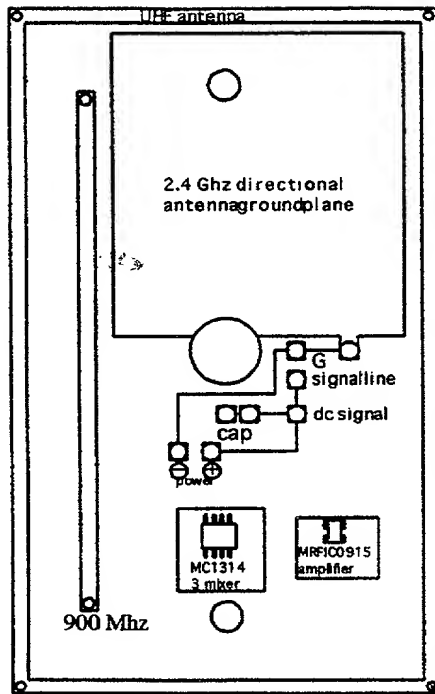 UHF antenna
2.4 Ghz directional
antennagroundplane
G
signalline
dc signal
cap
power
MC1314
3 mixer
MRFIC0915
amplifier
900 Mhz